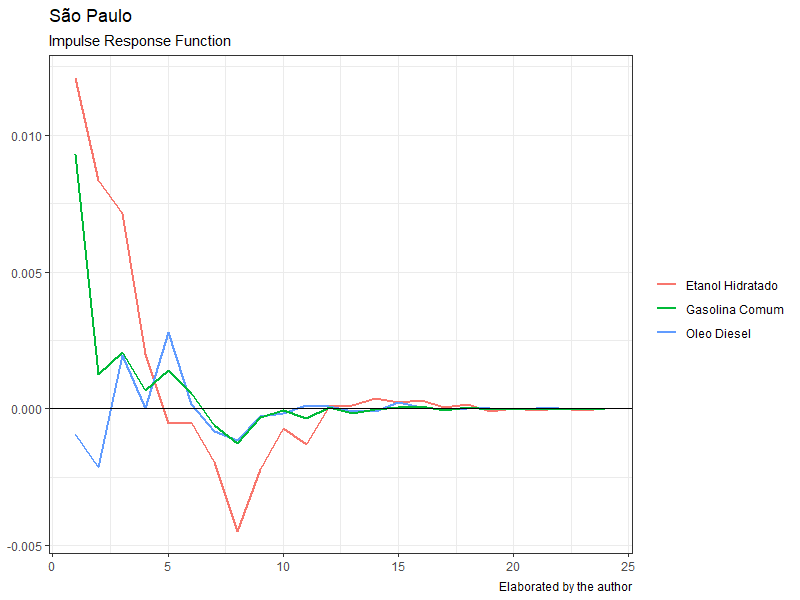 São Paulo
Impulse Response Function
0.010
0.005
0.000
-0.005
0
5
10
15
20
25
Etanol Hidratado
Gasolina Comum
Oleo Diesel
Elaborated by the author